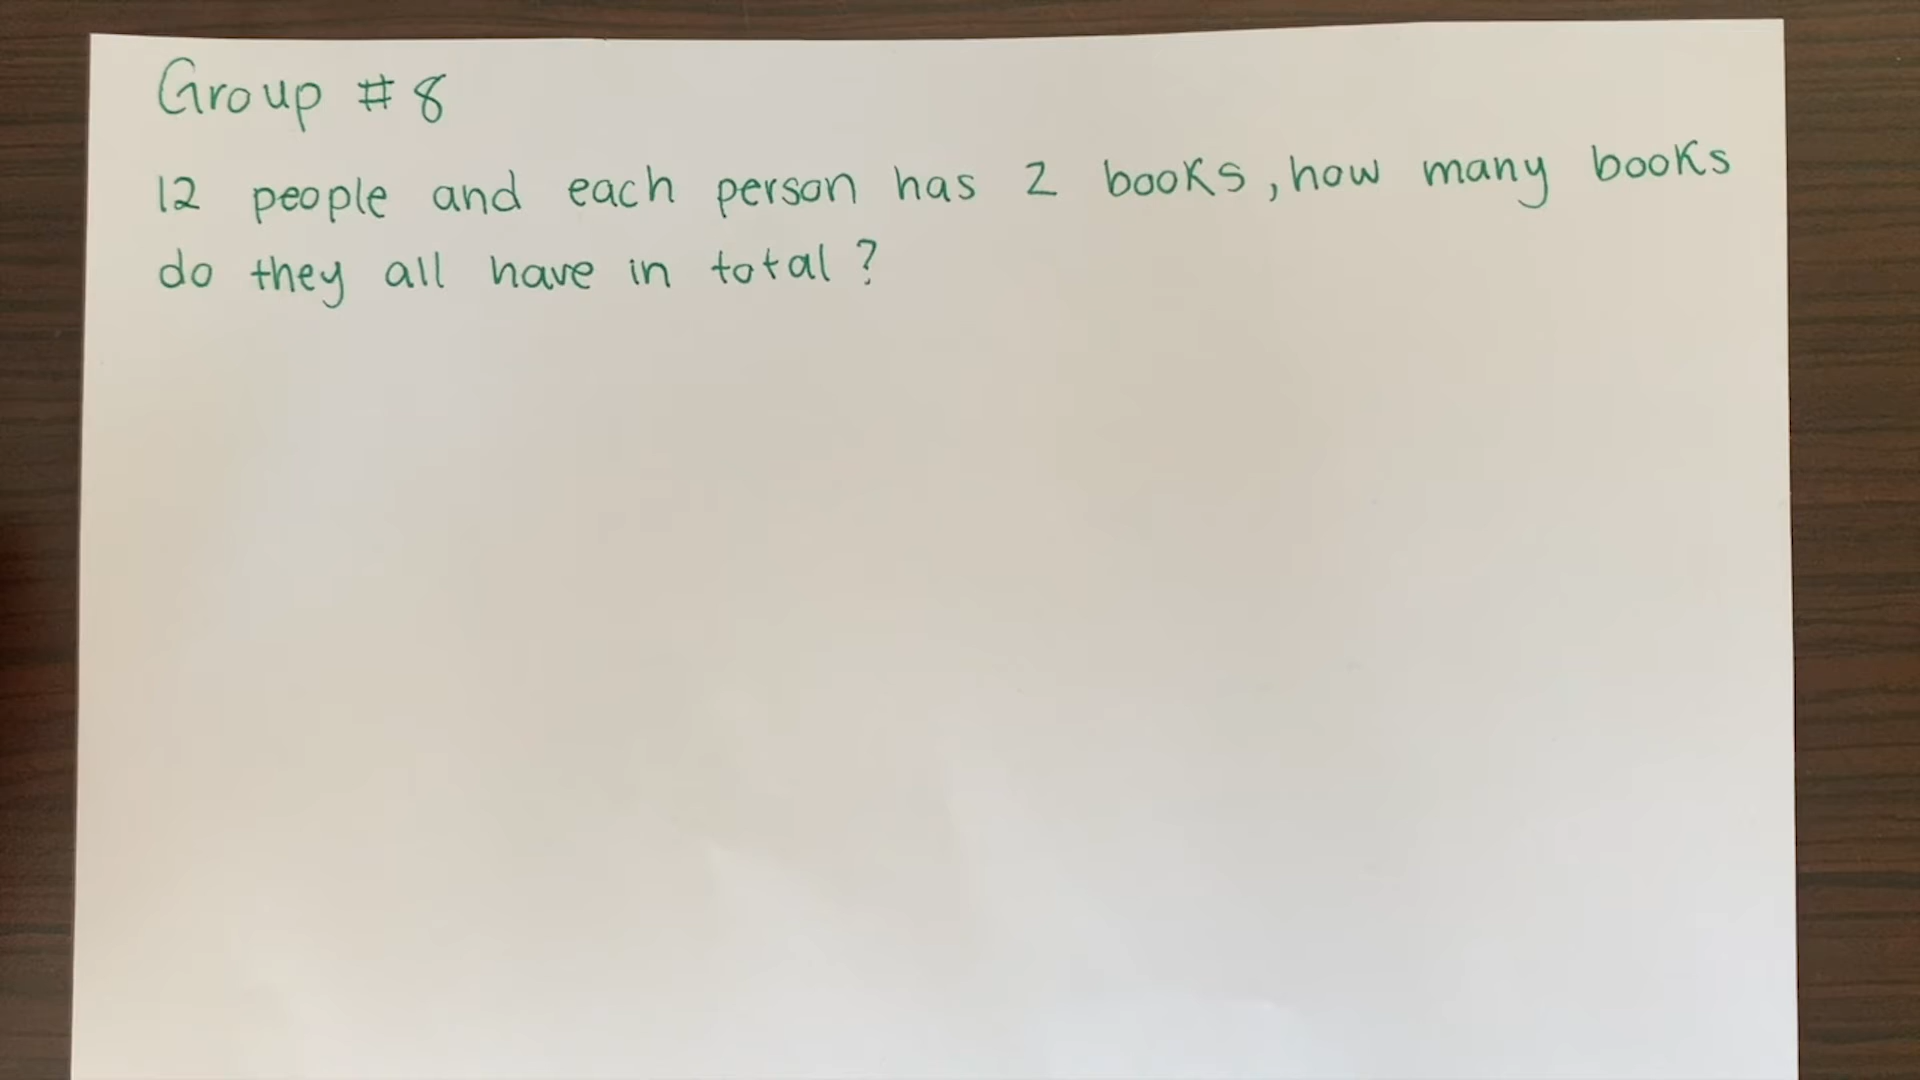 Group #8
12 people and each person has 2 books, how many books
do they all have in total?